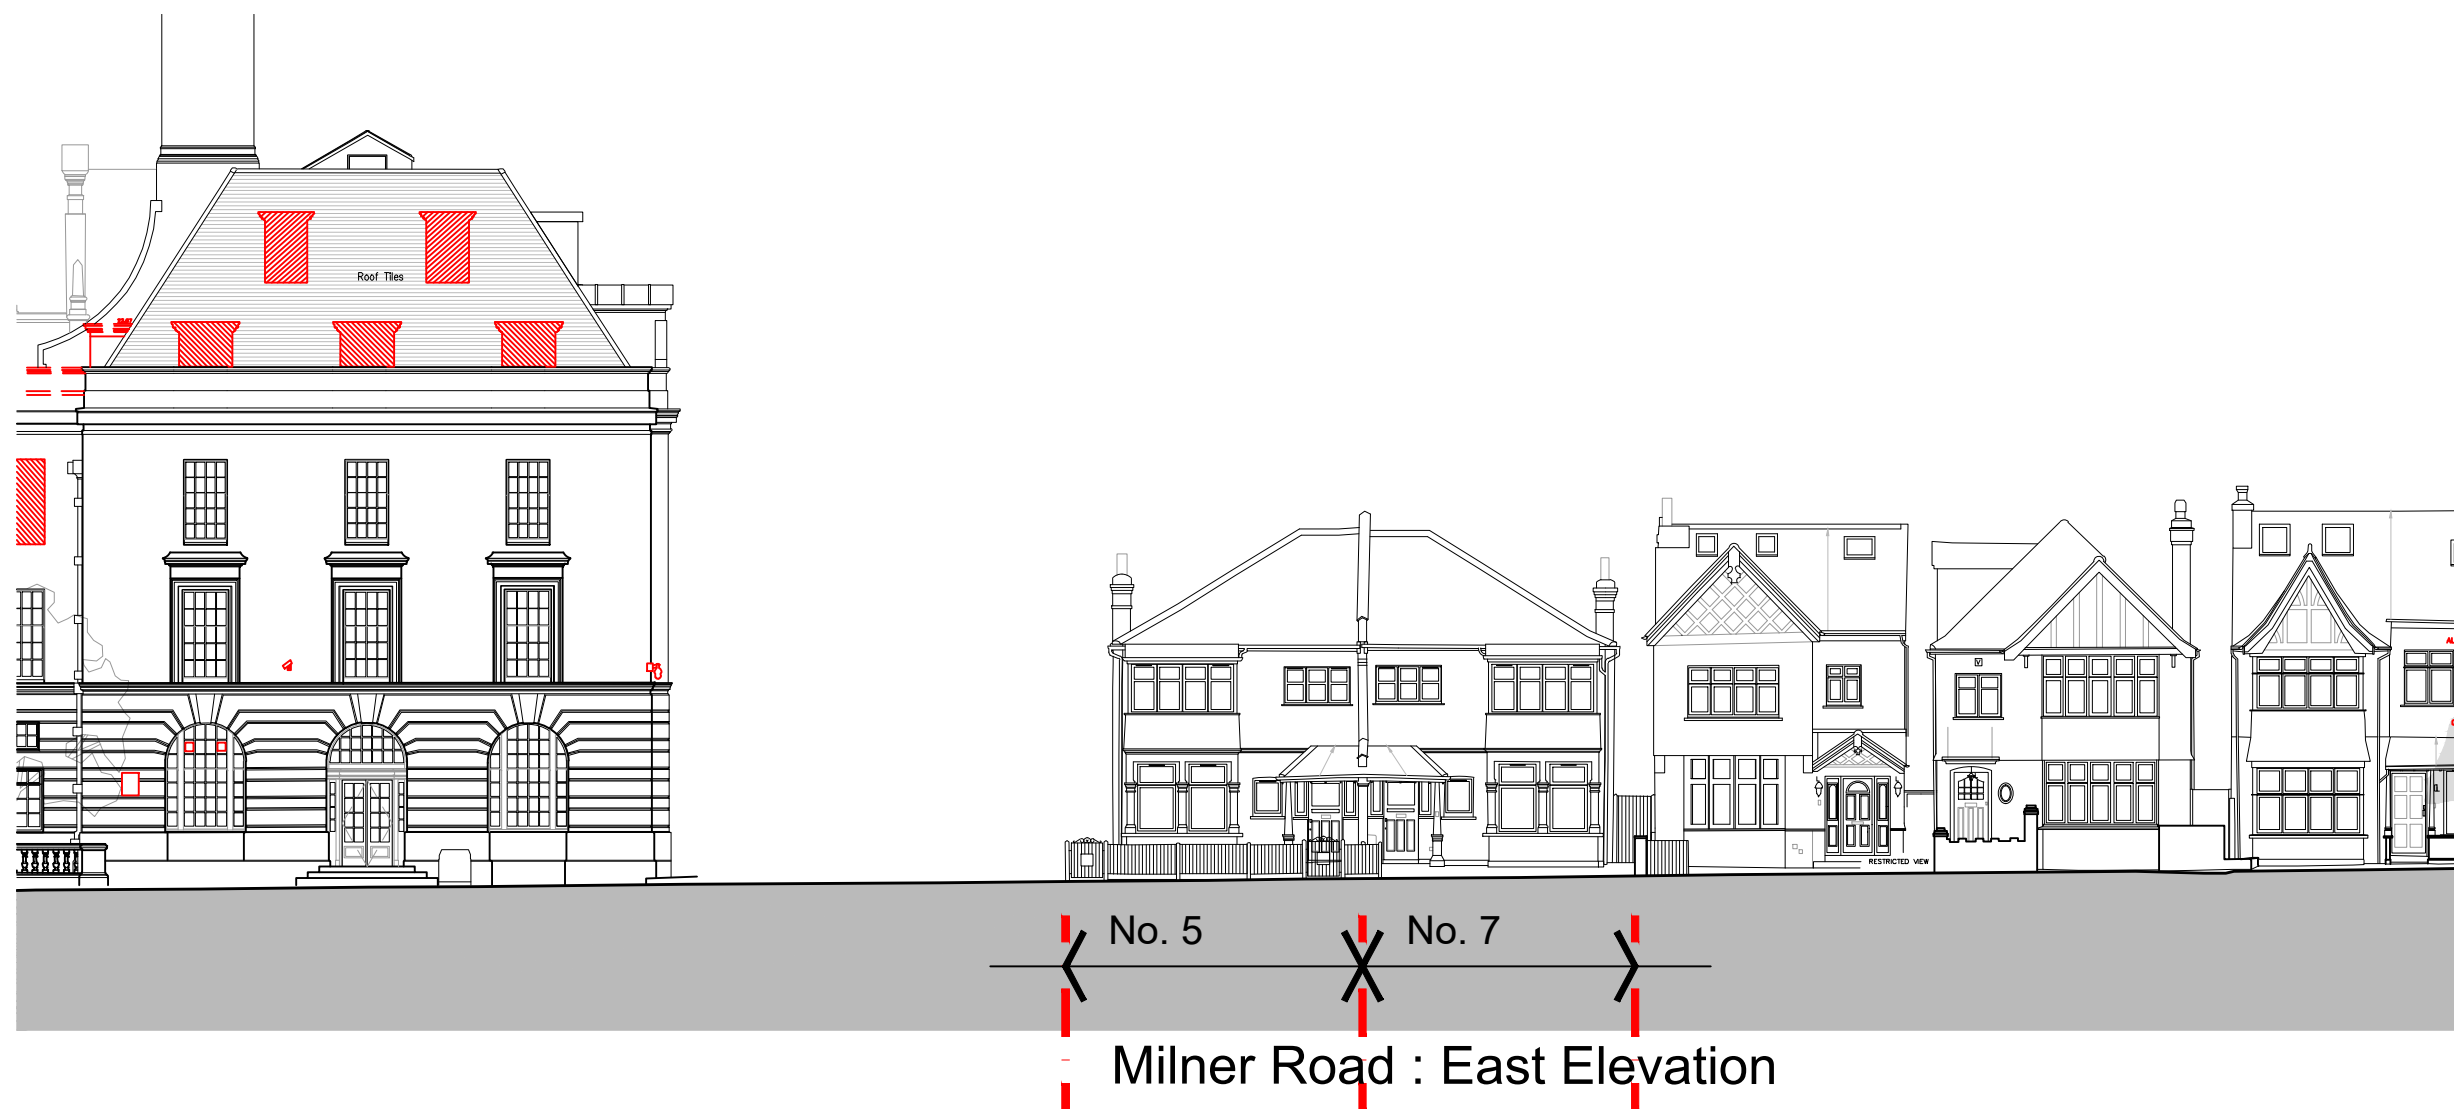 Roof Tiles
RESTRICTED VIEW
No. 5
No. 7
Milner Road : East Elevation